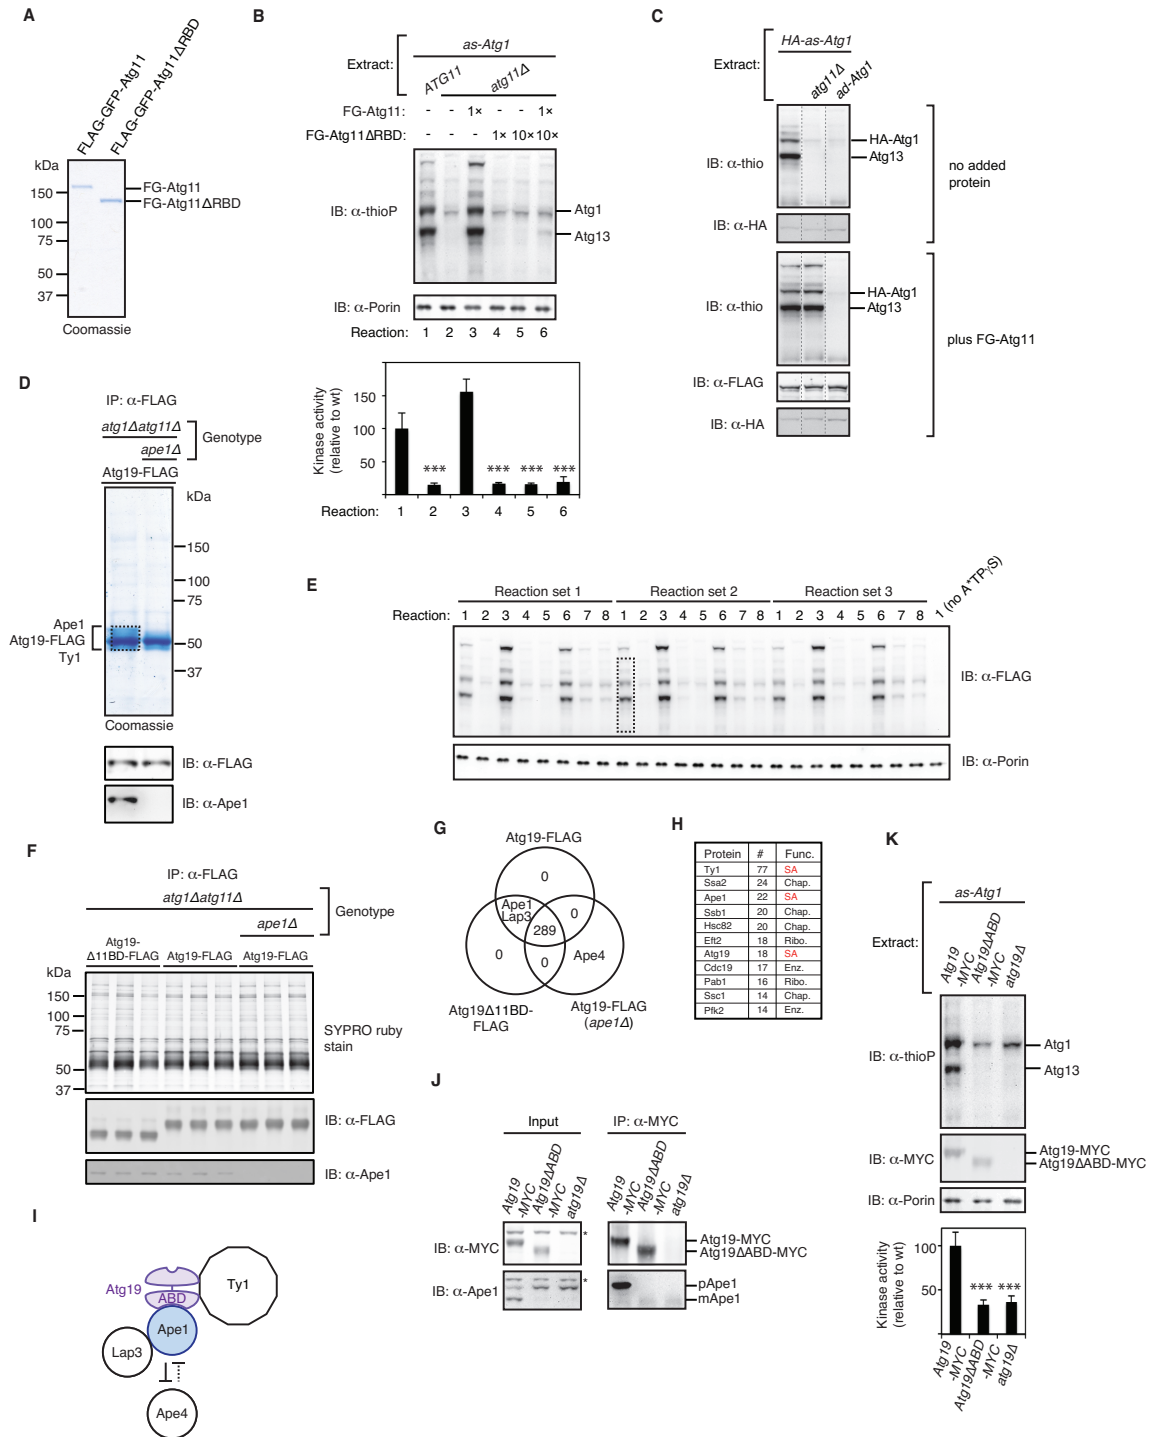 A
FLAG-GFP-Atg11
FLAG-GFP-Atg11ΔRBD
kDa
150
100
75
50
37
FG-Atg11
FG-Atg11ΔRBD
Coomassie
B
as-Atg1
Extract:
ATG11
atg11Δ
FG-Atg11: - - 1× - - 1×
FG-Atg11ΔRBD: - - - 1× 10× 10×
IB: α-thioP
Atg1
Atg13
IB: α-Porin
Reaction: 1 2 3 4 5 6
Kinase activity
(relative to wt)
150
100
50
*** *** *** ***
Reaction: 1 2 3 4 5 6
C
HA-as-Atg1
Extract:
atg11Δ
ad-Atg1
IB: α-thio
HA-Atg1
Atg13
no added
protein
IB: α-HA
IB: α-thio
HA-Atg1
Atg13
plus FG-Atg11
IB: α-FLAG
IB: α-HA
D
IP: α-FLAG
atg1Δatg11Δ
ape1Δ
Genotype
Atg19-FLAG
kDa
150
100
75
50
37
Ape1
Atg19-FLAG
Ty1
Coomassie
IB: α-FLAG
IB: α-Ape1
E
Reaction set 1 Reaction set 2 Reaction set 3
1 (no A*TPγS)
Reaction: 1 2 3 4 5 6 7 8 1 2 3 4 5 6 7 8 1 2 3 4 5 6 7 8
IB: α-FLAG
IB: α-Porin
F
IP: α-FLAG
atg1Δatg11Δ
ape1Δ
Genotype
Atg19-
Δ11BD-FLAG Atg19-FLAG Atg19-FLAG
kDa
150
100
75
50
37
SYPRO ruby
stain
IB: α-FLAG
IB: α-Ape1
G
Atg19-FLAG
0
Ape1
Lap3
0
289
0
0
Ape4
Atg19Δ11BD-
FLAG
Atg19-FLAG
(ape1Δ)
H
Protein # Func.
Ty1 77 SA
Ssa2 24 Chap.
Ape1 22 SA
Ssb1 20 Chap.
Hsc82 20 Chap.
Eft2 18 Ribo.
Atg19 18 SA
Cdc19 17 Enz.
Pab1 16 Ribo.
Ssc1 14 Chap.
Pfk2 14 Enz.
I
Atg19
ABD
Ty1
Ape1
Lap3
Ape4
J
Input
IP: α-MYC
Atg19
-MYC
Atg19ΔABD
-MYC
atg19Δ
Atg19
-MYC
Atg19ΔABD
-MYC
atg19Δ
IB: α-MYC
*
Atg19-MYC
Atg19ΔABD-MYC
IB: α-Ape1
*
pApe1
mApe1
K
as-Atg1
Extract:
Atg19
-MYC
Atg19ΔABD
-MYC
atg19Δ
IB: α-thioP
Atg1
Atg13
IB: α-MYC
Atg19-MYC
Atg19ΔABD-MYC
IB: α-Porin
Kinase activity
(relative to wt)
100
50
*** ***
Atg19
-MYC
Atg19ΔABD
-MYC
atg19Δ